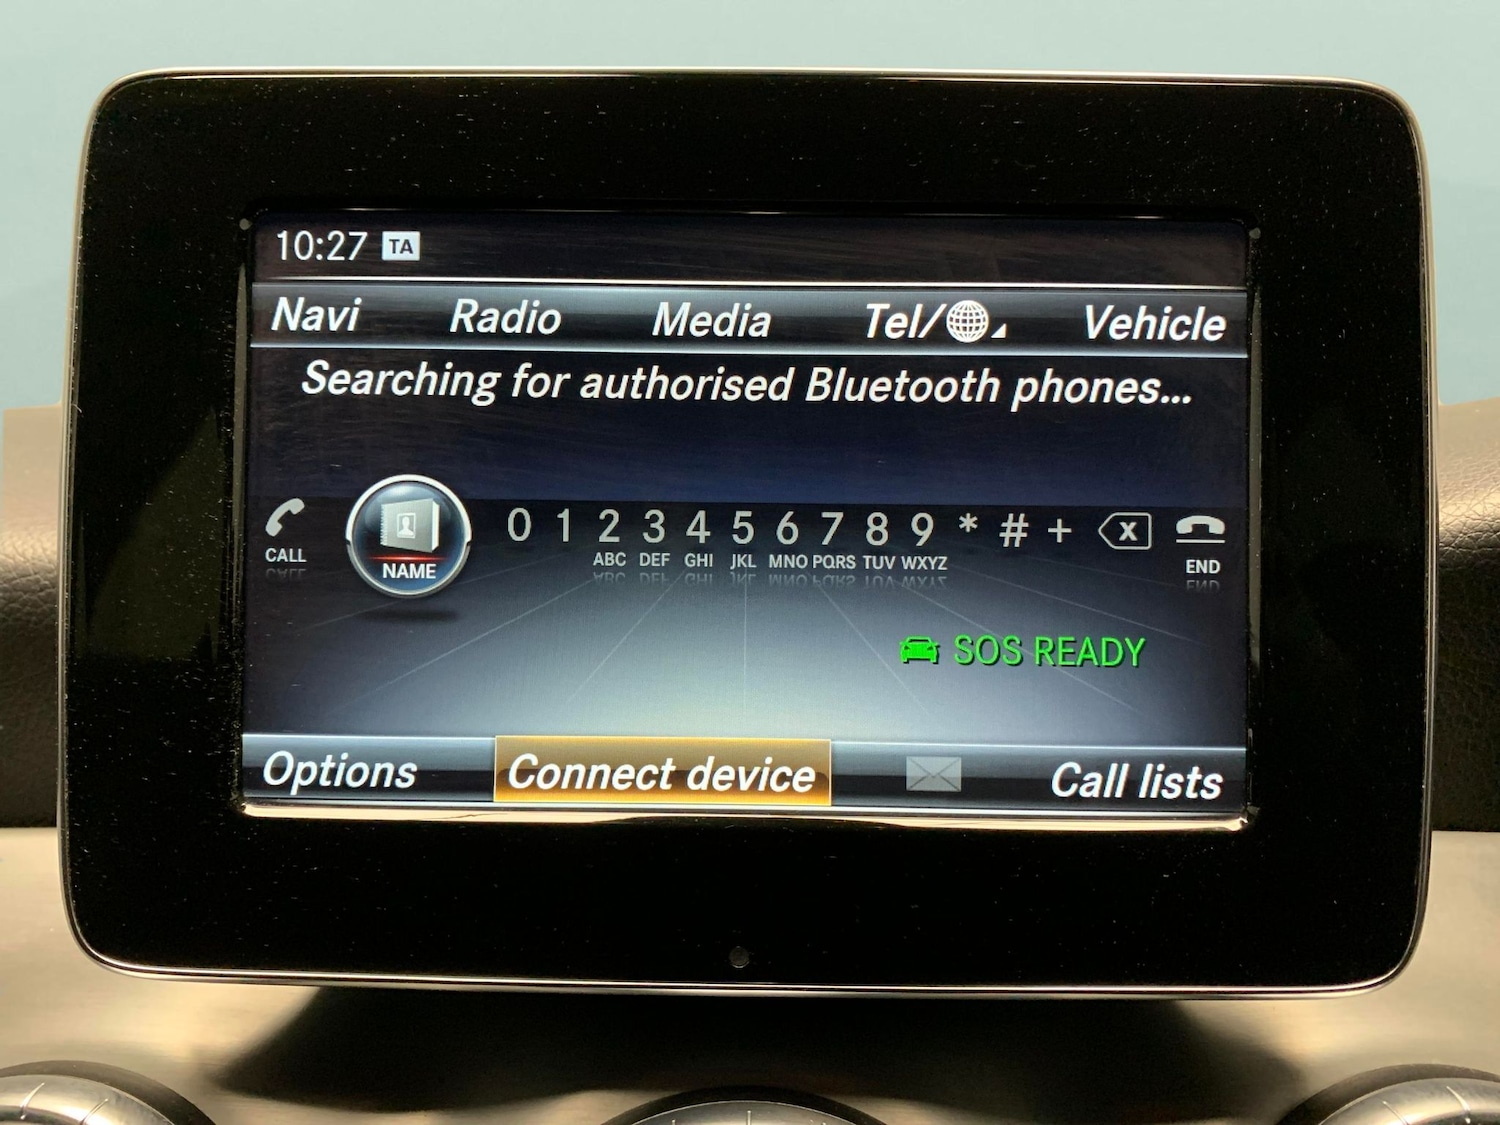 10:27 TA
Navi Radio Media Tel/ Vehicle
Searching for authorised Bluetooth phones...
0 1 2 3 4 5 6 7 8 9 * # + x
CALL NAME ABC DEF GHI JKL MNO PQRS TUV WXYZ END
SOS READY
Options Connect device Call lists